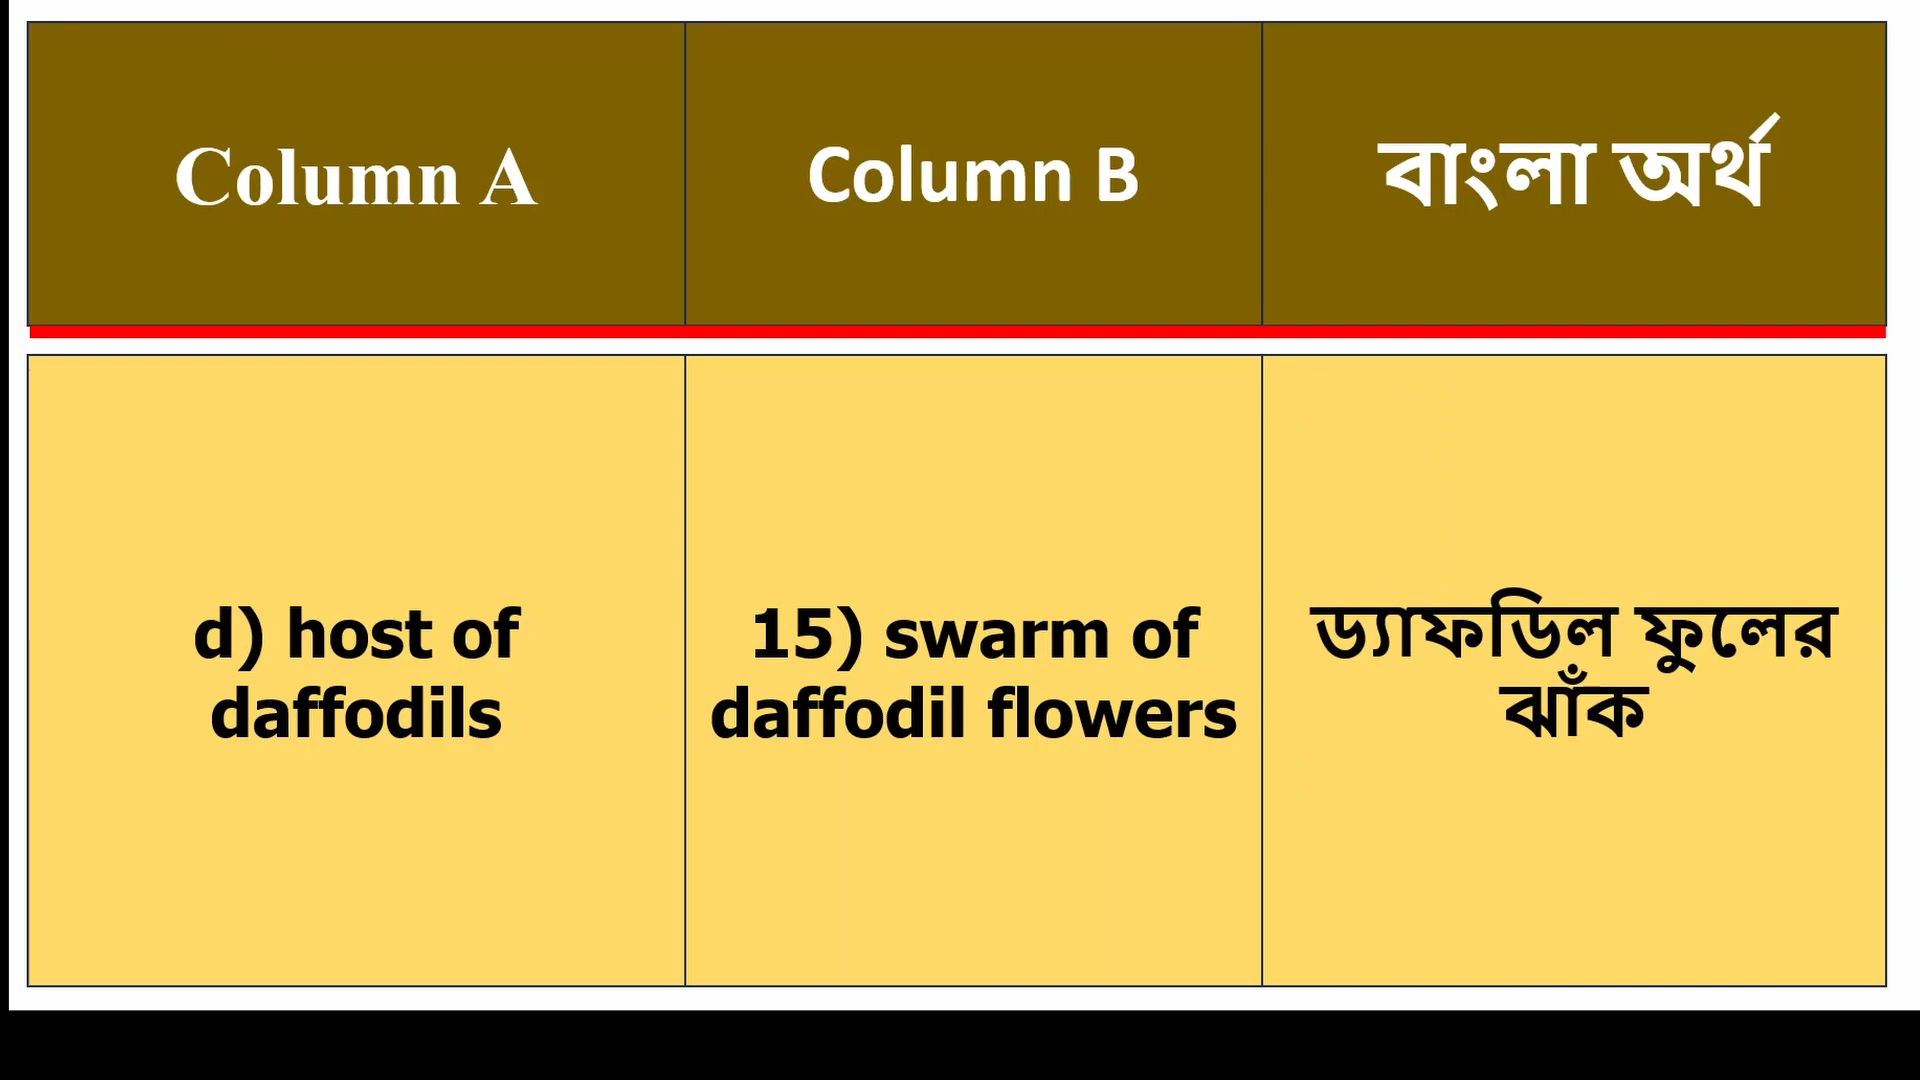 Column A
Column B
বাংলা অর্থ
d) host of
daffodils
15) swarm of
daffodil flowers
ড্যাফডিল ফুলের
ঝাঁক